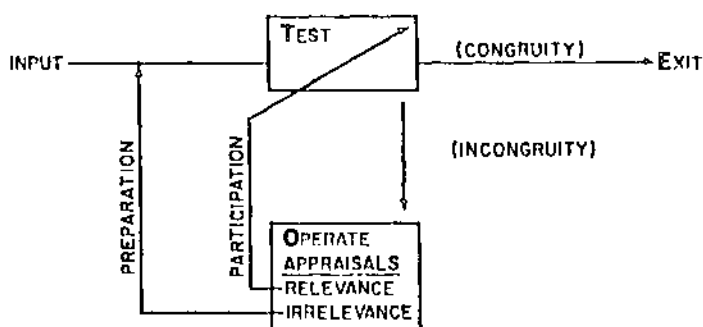 TEST
INPUT
(CONGRUITY)
EXIT
(INCONGRUITY)
PREPARATION
PARTICIPATION
OPERATE
APPRAISALS
RELEVANCE
IRRELEVANCE